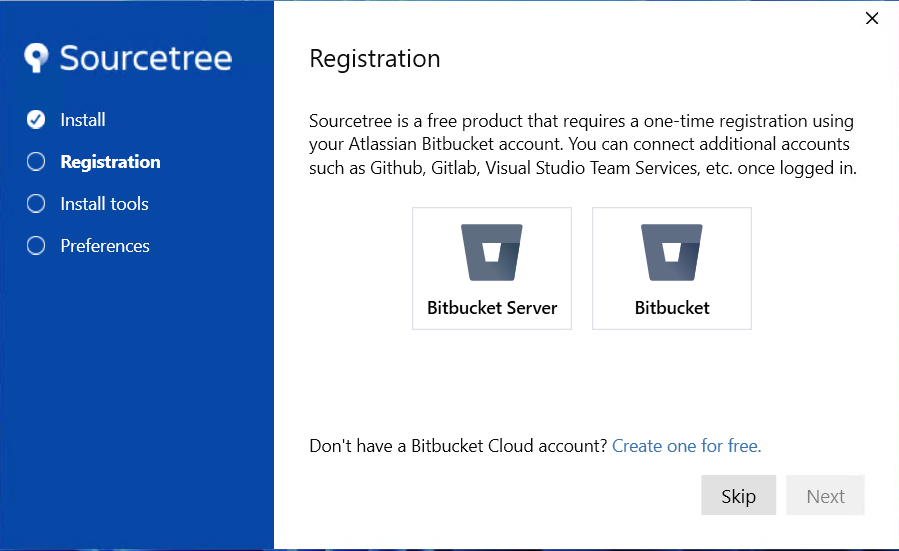 Sourcetree
Install
Registration
Install tools
Preferences
Registration
Sourcetree is a free product that requires a one-time registration using
your Atlassian Bitbucket account. You can connect additional accounts
such as Github, Gitlab, Visual Studio Team Services, etc. once logged in.
Bitbucket Server
Bitbucket
Don't have a Bitbucket Cloud account? Create one for free.
Skip
Next